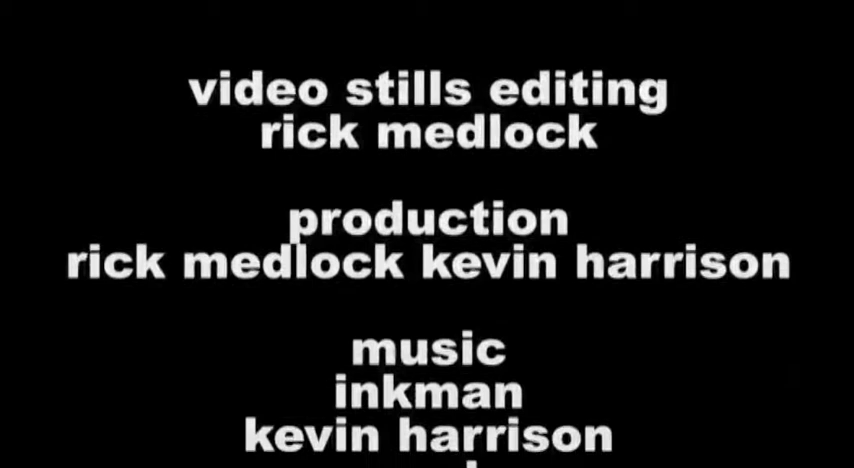 video stills editing
rick medlock
production
rick medlock kevin harrison
music
inkman
kevin harrison